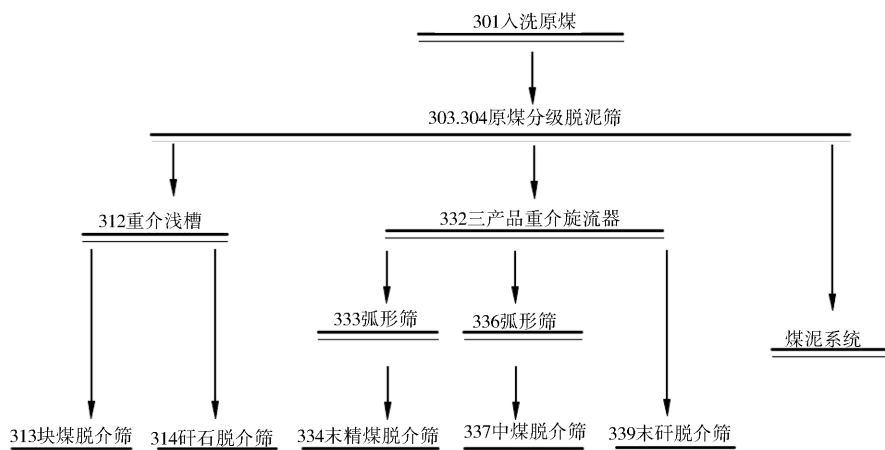 301入洗原煤
303.304原煤分级脱泥筛
312重介浅槽
332三产品重介旋流器
333弧形筛
336弧形筛
煤泥系统
313块煤脱介筛
314矸石脱介筛
334末精煤脱介筛
337中煤脱介筛
339末矸脱介筛